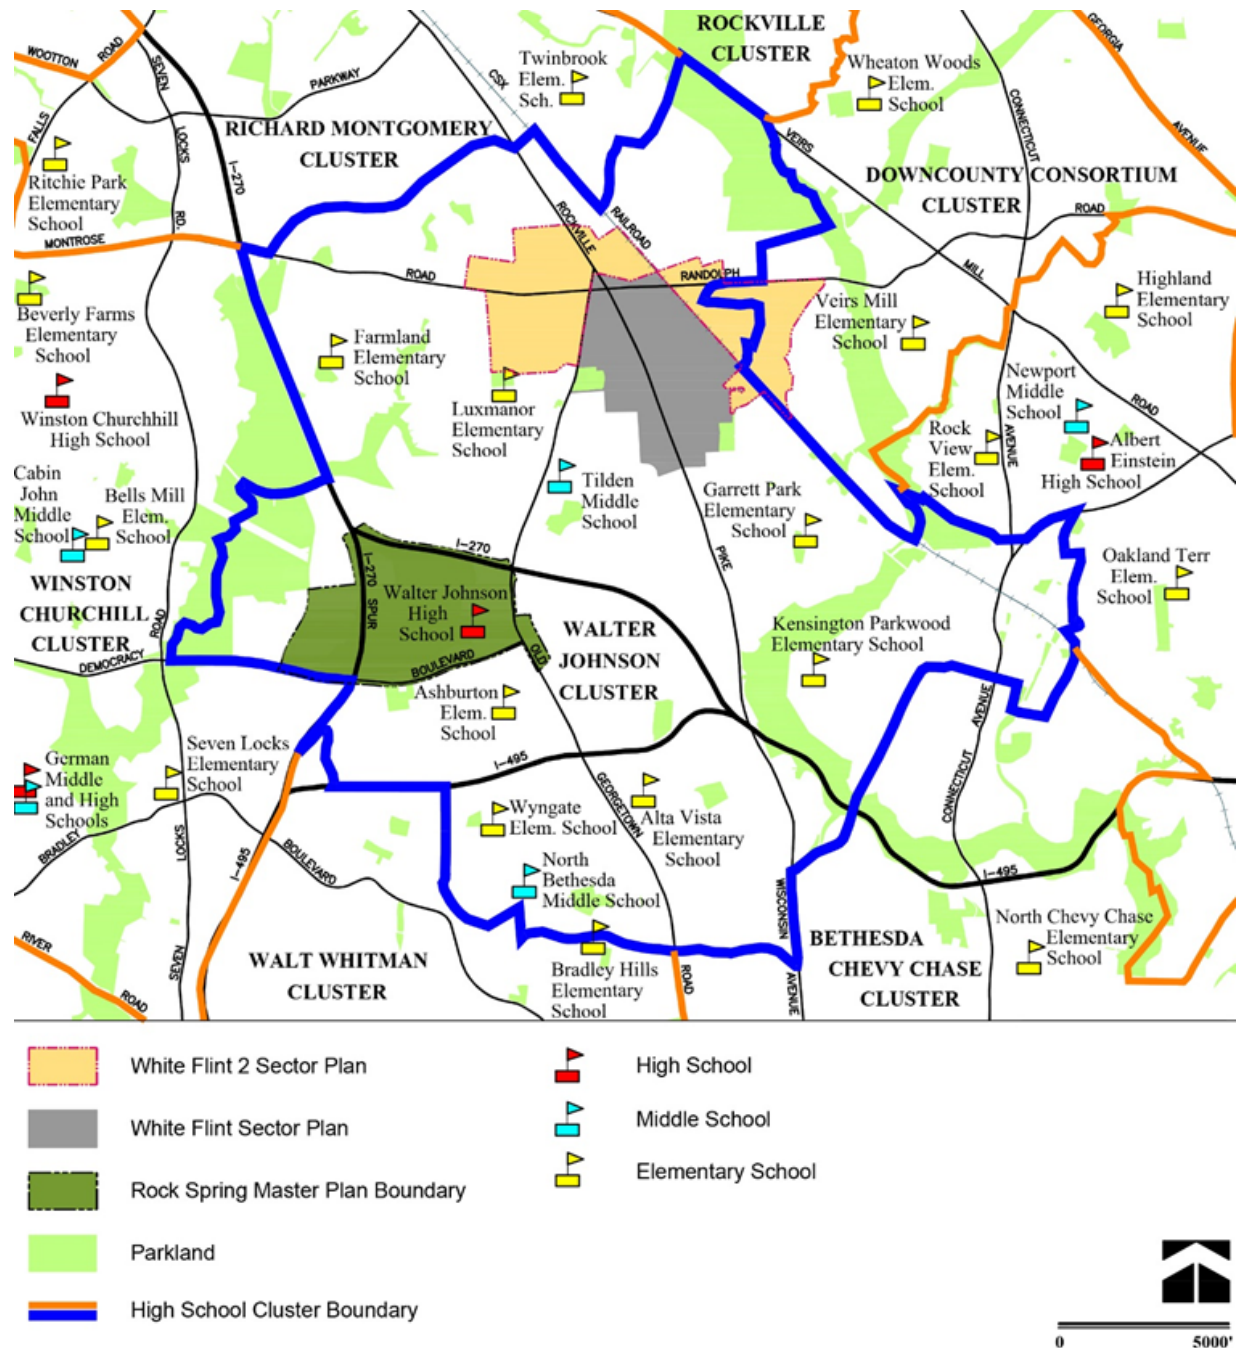 ROCKVILLE
CLUSTER
GEORGIA
AVENUE
WOOTTON
ROAD
SEVEN
LOCKS
RD.
PARKWAY
CSX
Twinbrook
Elem.
Sch.
Wheaton Woods
Elem.
School
FALLS
I-270
RICHARD MONTGOMERY
CLUSTER
VEIRS
CONNECTICUT
DOWNCOUNTY CONSORTIUM
CLUSTER
ROAD
Ritchie Park
Elementary
School
MONTROSE
ROAD
ROCKVILLE
RAILROAD
RANDOLPH
MILL
Beverly Farms
Elementary
School
Farmland
Elementary
School
Veirs Mill
Elementary
School
Highland
Elementary
School
Winston Churchhill
High School
Luxmanor
Elementary
School
Newport
Middle
School
ROAD
Rock
View
Elem.
School
AVENUE
Albert
Einstein
High School
Cabin
John
Middle
School
Bells Mill
Elem.
School
Tilden
Middle
School
Garrett Park
Elementary
School
PIKE
I-270
I-270 SPUR
Oakland Terr
Elem.
School
WINSTON
CHURCHILL
CLUSTER
ROAD
DEMOCRACY
Walter Johnson
High
School
BOULEVARD
OLD
WALTER
JOHNSON
CLUSTER
Kensington Parkwood
Elementary School
Ashburton
Elem.
School
AVENUE
CONNECTICUT
German
Middle
and High
Schools
Seven Locks
Elementary
School
I-495
GEORGETOWN
BRADLEY
LOCKS
I-495
BOULEVARD
Wyngate
Elem. School
Alta Vista
Elementary
School
North
Bethesda
Middle School
WISCONSIN
I-495
North Chevy Chase
Elementary
School
RIVER
ROAD
SEVEN
WALT WHITMAN
CLUSTER
Bradley Hills
Elementary
School
ROAD
AVENUE
BETHESDA
CHEVY CHASE
CLUSTER
White Flint 2 Sector Plan
White Flint Sector Plan
Rock Spring Master Plan Boundary
Parkland
High School Cluster Boundary
High School
Middle School
Elementary School
0 5000'